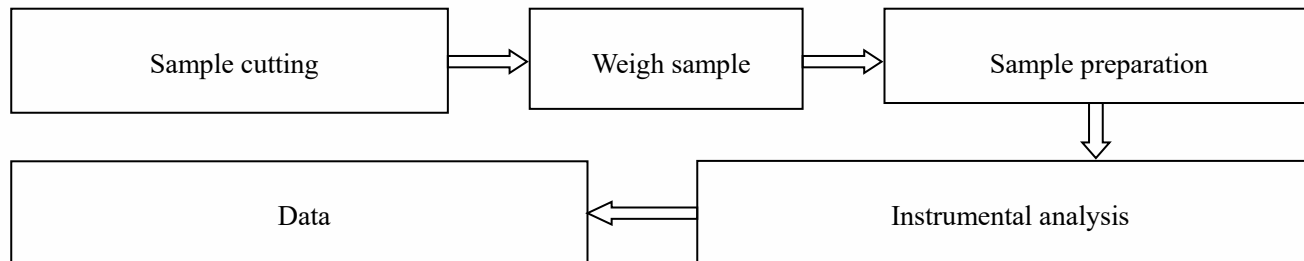 Sample cutting
Weigh sample
Sample preparation
Instrumental analysis
Data